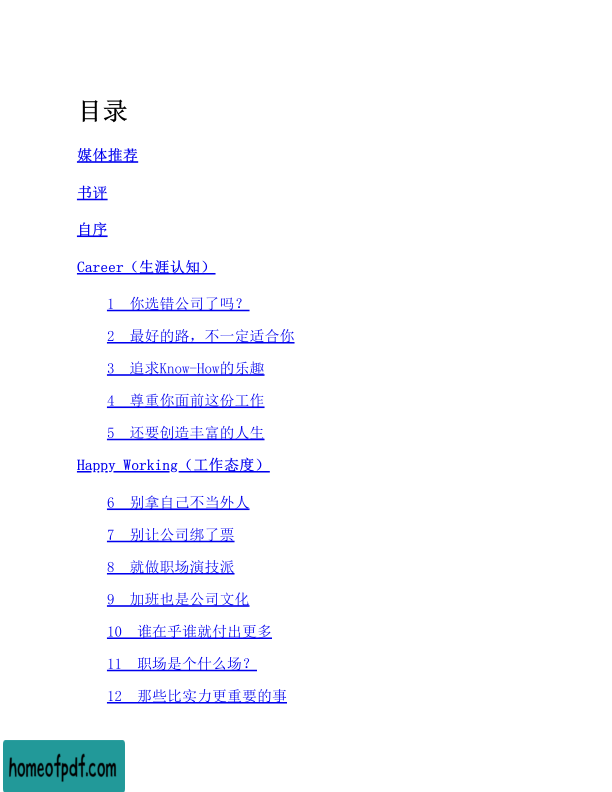 目录
媒体推荐
书评
自序
Career（生涯认知）
1　你选错公司了吗？
2　最好的路，不一定适合你
3　追求Know-How的乐趣
4　尊重你面前这份工作
5　还要创造丰富的人生
Happy Working（工作态度）
6　别拿自己不当外人
7　别让公司绑了票
8　就做职场演技派
9　加班也是公司文化
10　谁在乎谁就付出更多
11　职场是个什么场？
12　那些比实力更重要的事
homeofpdf.com